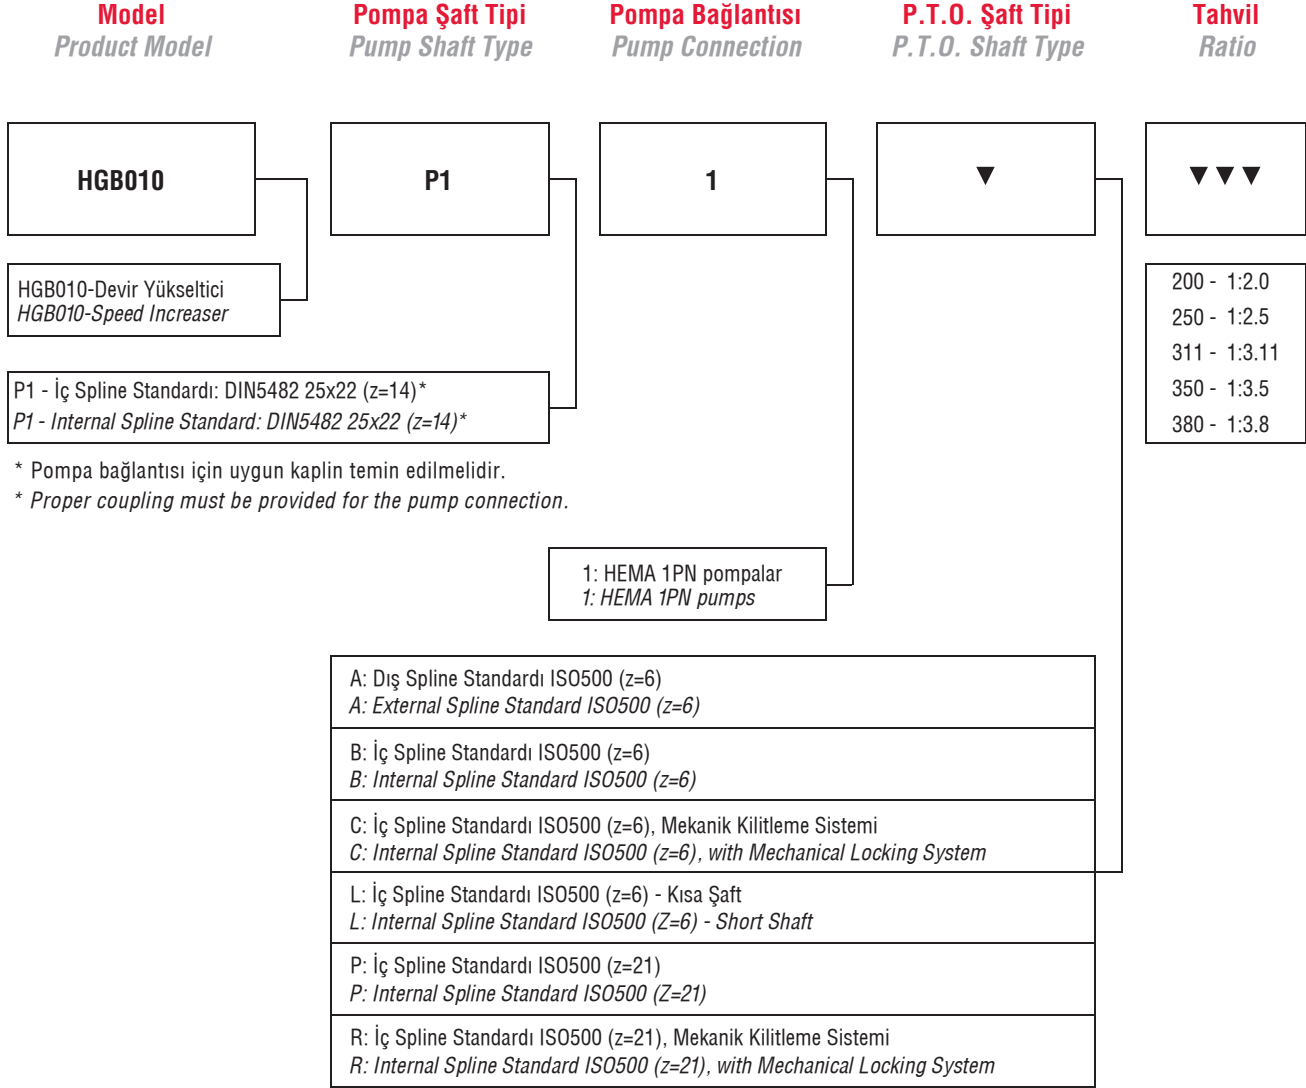 Model
Product Model
Pompa Şaft Tipi
Pump Shaft Type
Pompa Bağlantısı
Pump Connection
P.T.O. Şaft Tipi
P.T.O. Shaft Type
Tahvil
Ratio
HGB010
P1
1
▼
▼▼▼
HGB010-Devir Yükseltici
HGB010-Speed Increaser
P1 - İç Spline Standardı: DIN5482 25x22 (z=14)*
P1 - Internal Spline Standard: DIN5482 25x22 (z=14)*
* Pompa bağlantısı için uygun kaplin temin edilmelidir.
* Proper coupling must be provided for the pump connection.
200 - 1:2.0
250 - 1:2.5
311 - 1:3.11
350 - 1:3.5
380 - 1:3.8
1: HEMA 1PN pompalar
1: HEMA 1PN pumps
A: Dış Spline Standardı ISO500 (z=6)
A: External Spline Standard ISO500 (z=6)
B: İç Spline Standardı ISO500 (z=6)
B: Internal Spline Standard ISO500 (z=6)
C: İç Spline Standardı ISO500 (z=6), Mekanik Kilitleme Sistemi
C: Internal Spline Standard ISO500 (z=6), with Mechanical Locking System
L: İç Spline Standardı ISO500 (z=6) - Kısa Şaft
L: Internal Spline Standard ISO500 (Z=6) - Short Shaft
P: İç Spline Standardı ISO500 (z=21)
P: Internal Spline Standard ISO500 (Z=21)
R: İç Spline Standardı ISO500 (z=21), Mekanik Kilitleme Sistemi
R: Internal Spline Standard ISO500 (z=21), with Mechanical Locking System